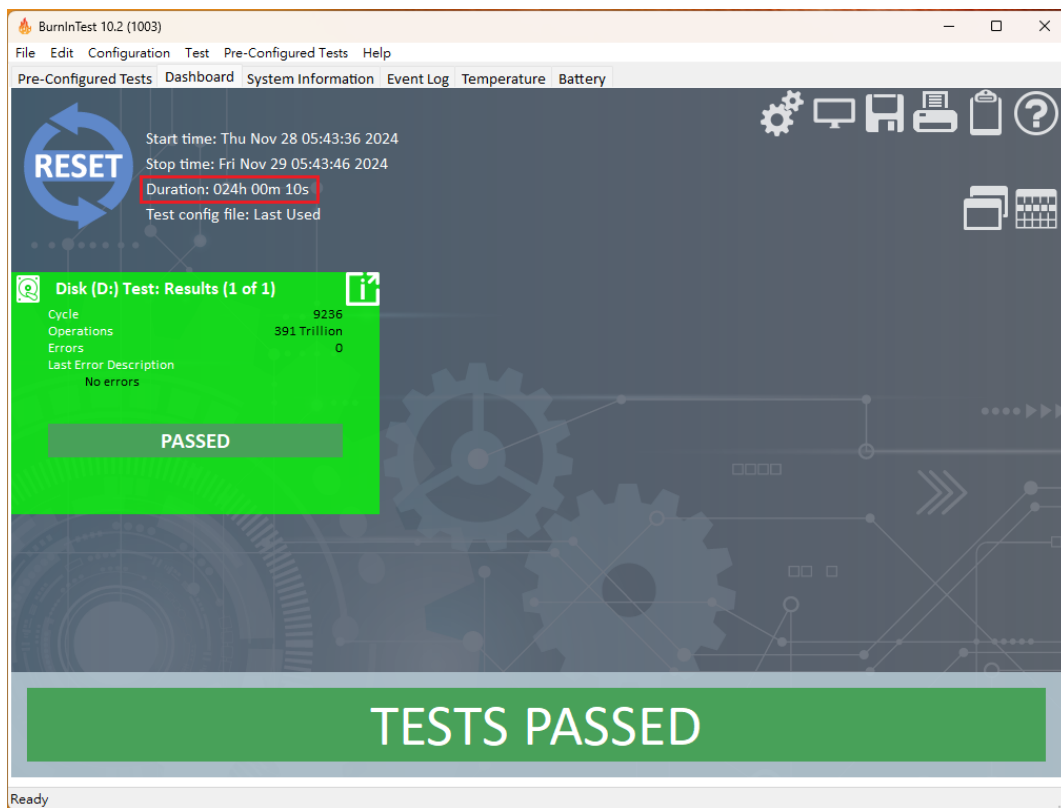 BurnInTest 10.2 (1003)
File Edit Configuration Test Pre-Configured Tests Help
Pre-Configured Tests Dashboard System Information Event Log Temperature Battery
RESET
Start time: Thu Nov 28 05:43:36 2024
Stop time: Fri Nov 29 05:43:46 2024
Duration: 024h 00m 10s
Test config file: Last Used
Disk (D:) Test: Results (1 of 1)
Cycle 9236
Operations 391 Trillion
Errors 0
Last Error Description
No errors
PASSED
TESTS PASSED
Ready